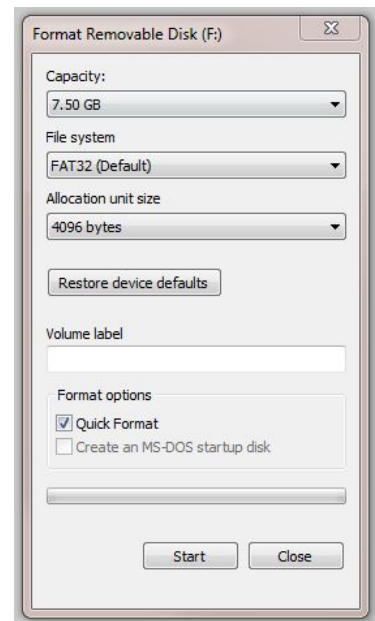 Format Removable Disk (F:)
Capacity:
7.50 GB
File system
FAT32 (Default)
Allocation unit size
4096 bytes
Restore device defaults
Volume label
Format options
Quick Format
Create an MS-DOS startup disk
Start Close